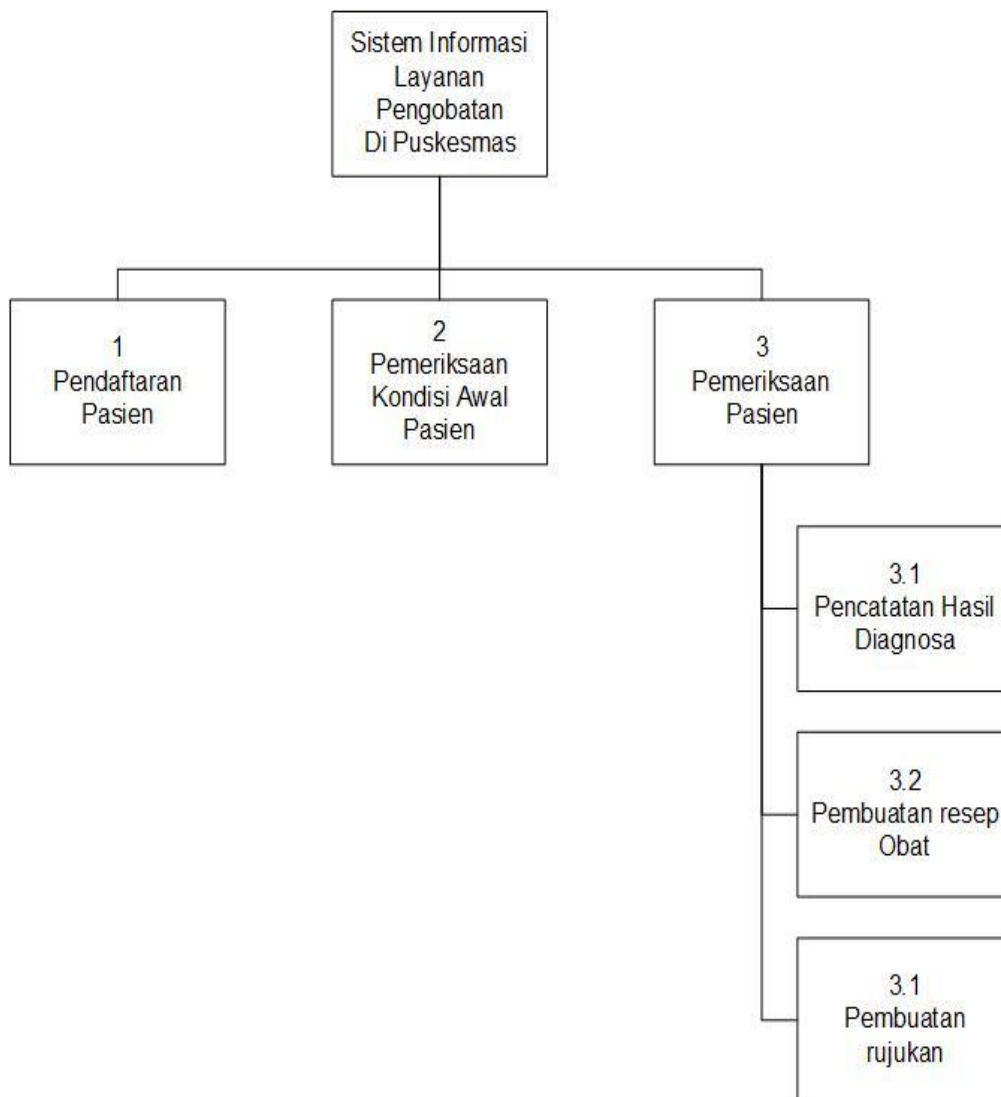 Sistem Informasi
Layanan
Pengobatan
Di Puskesmas
1
Pendaftaran
Pasien
2
Pemeriksaan
Kondisi Awal
Pasien
3
Pemeriksaan
Pasien
3.1
Pencatatan Hasil
Diagnosa
3.2
Pembuatan resep
Obat
3.1
Pembuatan
rujukan